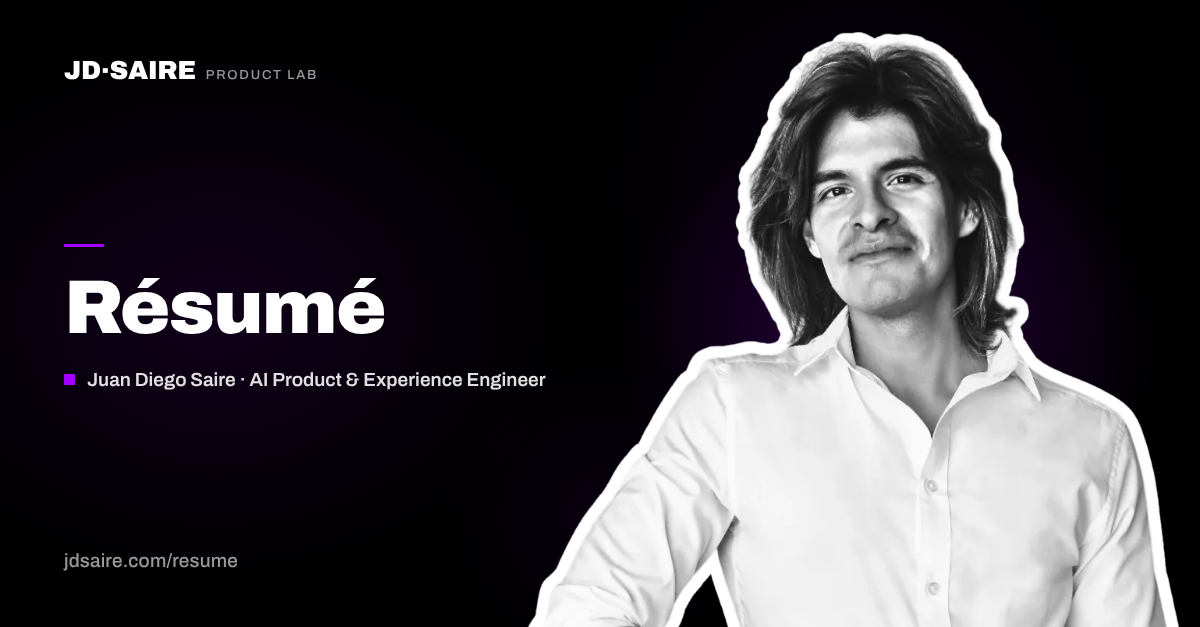 JD·SAIRE PRODUCT LAB
Résumé
Juan Diego Saire · AI Product & Experience Engineer
jdsaire.com/resume